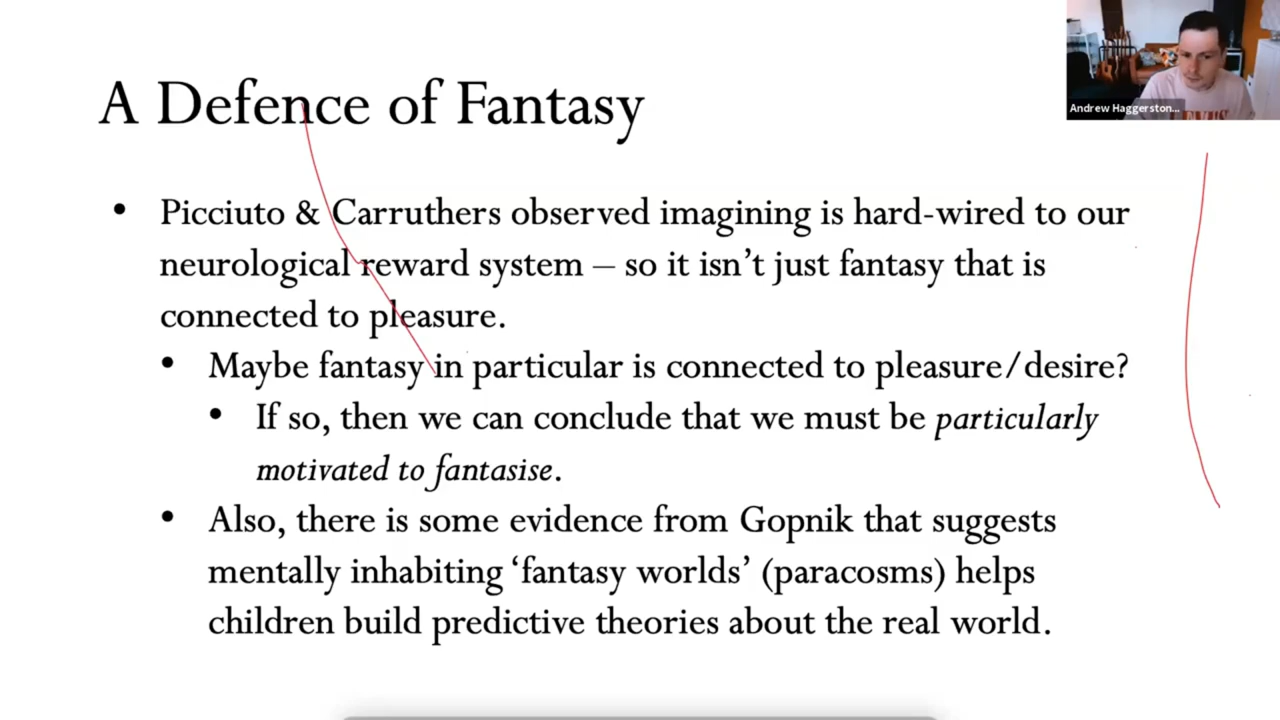 A Defence of Fantasy
Andrew Haggerston...
• Picciuto & Carruthers observed imagining is hard-wired to our
neurological reward system – so it isn’t just fantasy that is
connected to pleasure.
• Maybe fantasy in particular is connected to pleasure/desire?
• If so, then we can conclude that we must be particularly
motivated to fantasise.
• Also, there is some evidence from Gopnik that suggests
mentally inhabiting ‘fantasy worlds’ (paracosms) helps
children build predictive theories about the real world.